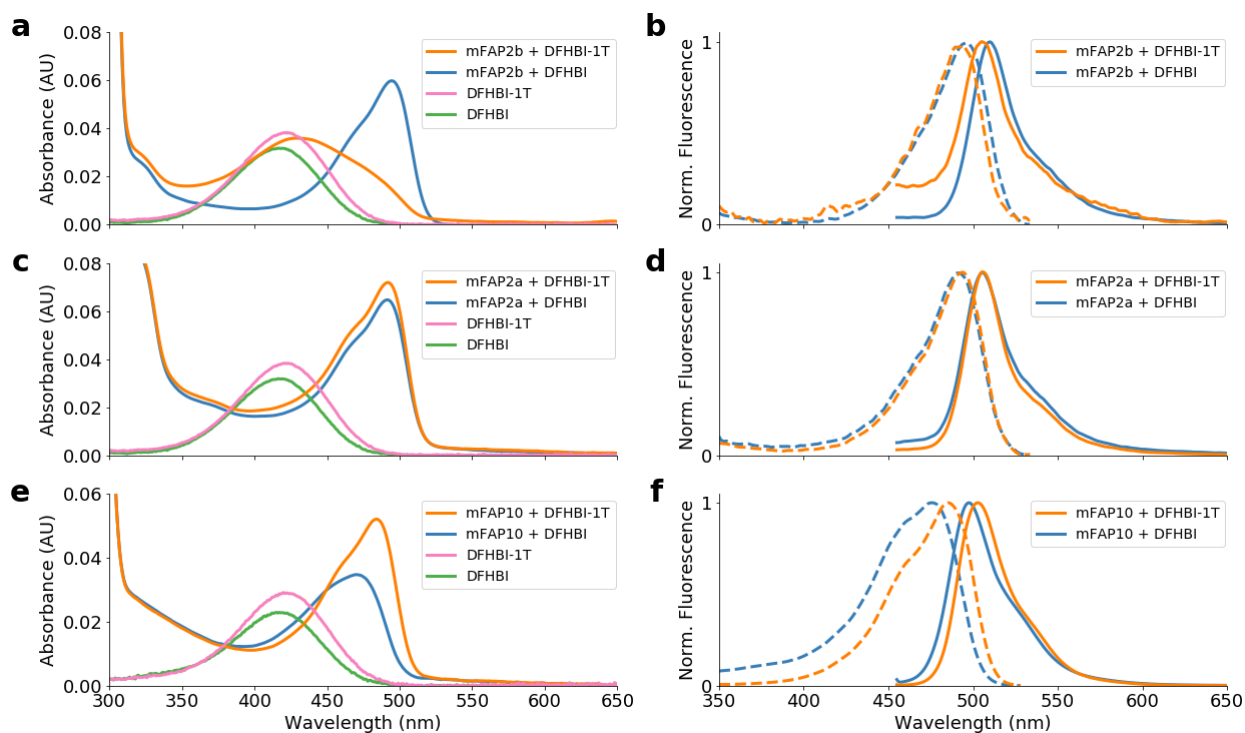 a
0.08
0.06
0.04
0.02
0.00
Absorbance (AU)
mFAP2b + DFHBI-1T
mFAP2b + DFHBI
DFHBI-1T
DFHBI
b
1
0
Norm. Fluorescence
mFAP2b + DFHBI-1T
mFAP2b + DFHBI
c
0.08
0.06
0.04
0.02
0.00
Absorbance (AU)
mFAP2a + DFHBI-1T
mFAP2a + DFHBI
DFHBI-1T
DFHBI
d
1
0
Norm. Fluorescence
mFAP2a + DFHBI-1T
mFAP2a + DFHBI
e
0.06
0.04
0.02
0.00
Absorbance (AU)
mFAP10 + DFHBI-1T
mFAP10 + DFHBI
DFHBI-1T
DFHBI
300 350 400 450 500 550 600 650
Wavelength (nm)
f
1
0
Norm. Fluorescence
mFAP10 + DFHBI-1T
mFAP10 + DFHBI
350 400 450 500 550 600 650
Wavelength (nm)